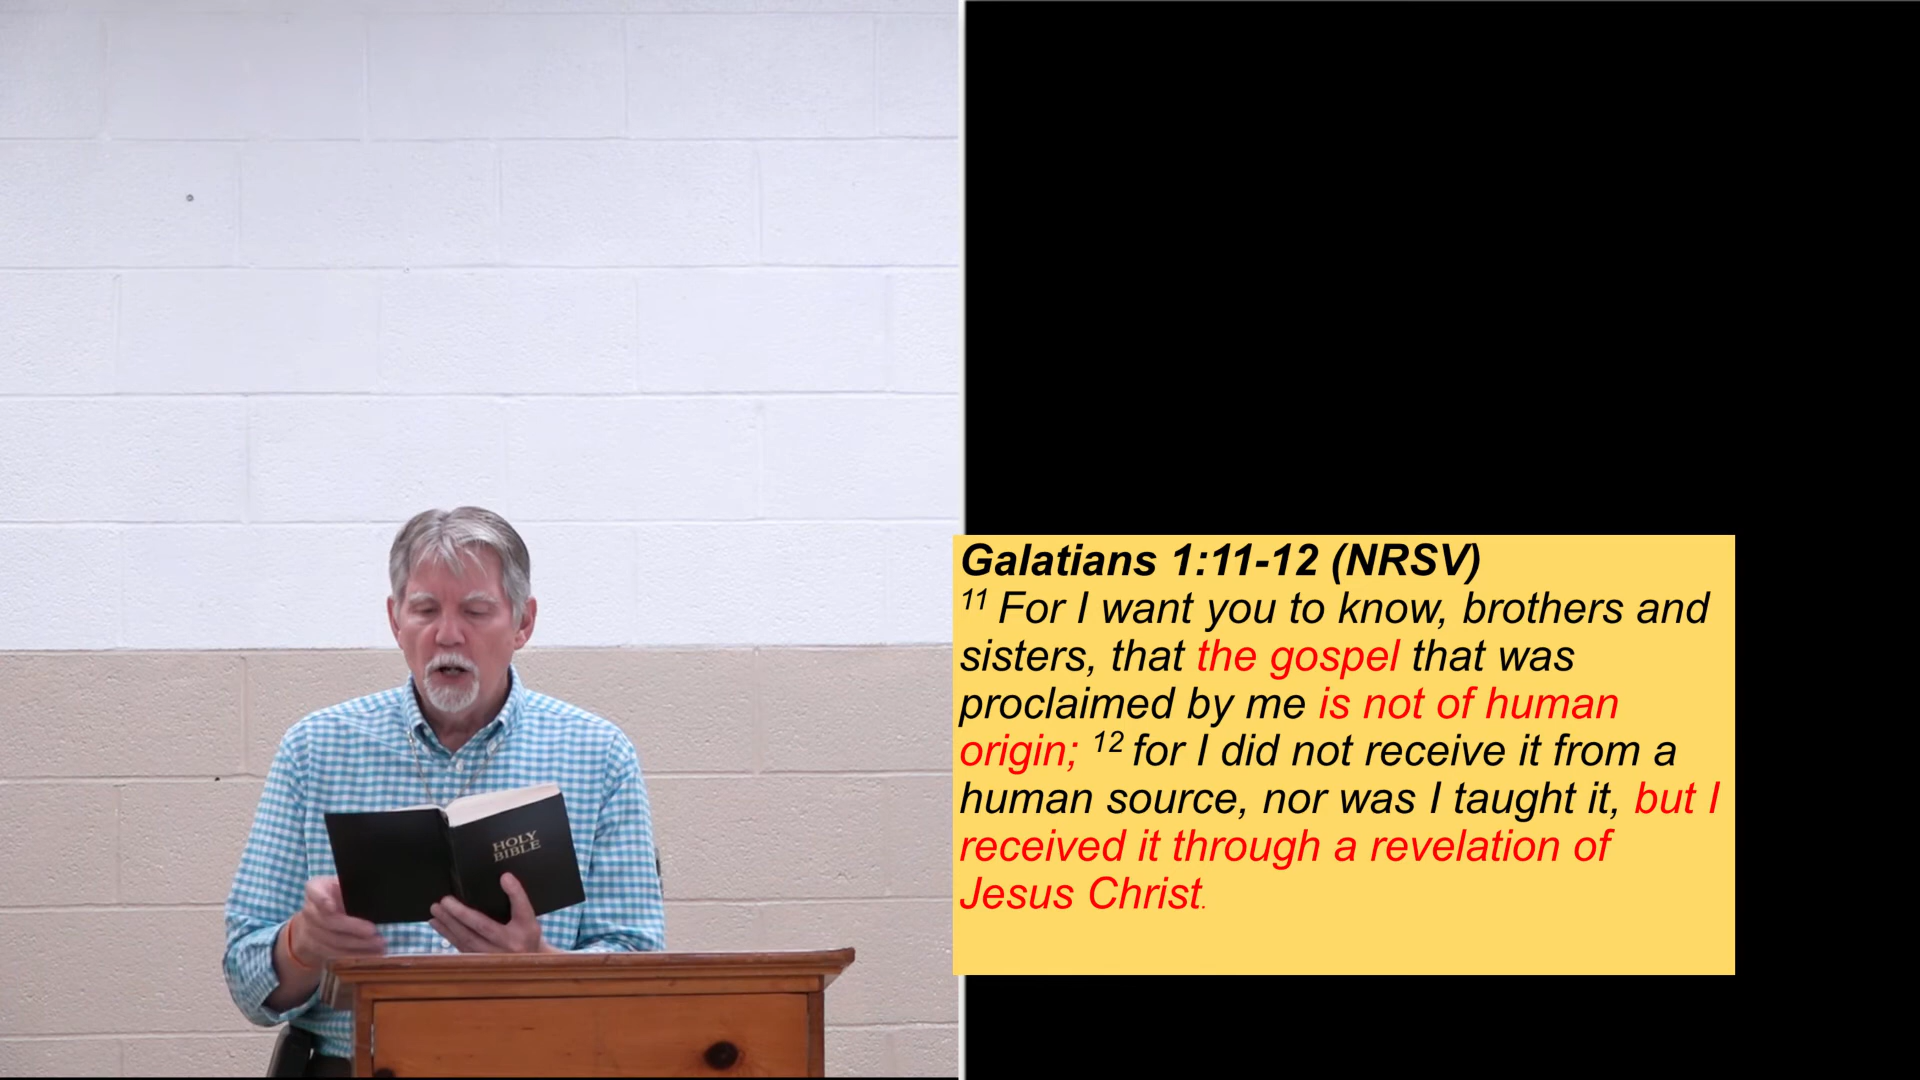 HOLY
BIBLE
Galatians 1:11-12 (NRSV)
11 For I want you to know, brothers and
sisters, that the gospel that was
proclaimed by me is not of human
origin; 12 for I did not receive it from a
human source, nor was I taught it, but I
received it through a revelation of
Jesus Christ.